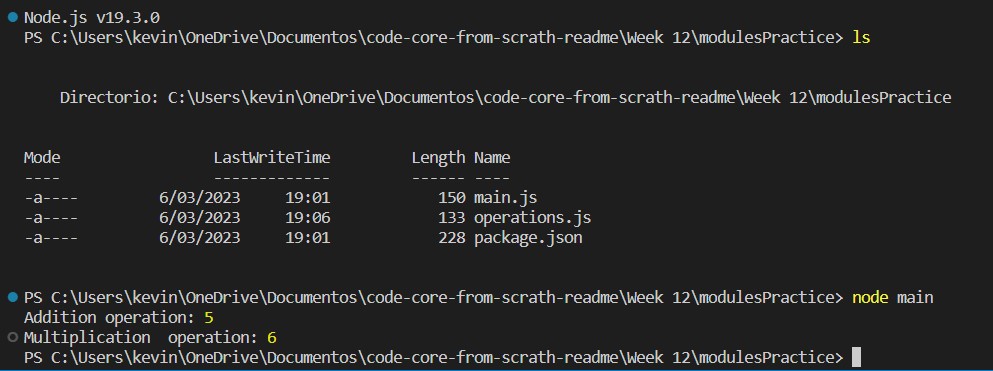 Node.js v19.3.0
PS C:\Users\kevin\OneDrive\Documentos\code-core-from-scrath-readme\Week 12\modulesPractice> ls
Directorio: C:\Users\kevin\OneDrive\Documentos\code-core-from-scrath-readme\Week 12\modulesPractice
Mode LastWriteTime Length Name
---- ------------- ------ ----
-a---- 6/03/2023 19:01 150 main.js
-a---- 6/03/2023 19:06 133 operations.js
-a---- 6/03/2023 19:01 228 package.json
PS C:\Users\kevin\OneDrive\Documentos\code-core-from-scrath-readme\Week 12\modulesPractice> node main
Addition operation: 5
Multiplication  operation: 6
PS C:\Users\kevin\OneDrive\Documentos\code-core-from-scrath-readme\Week 12\modulesPractice>